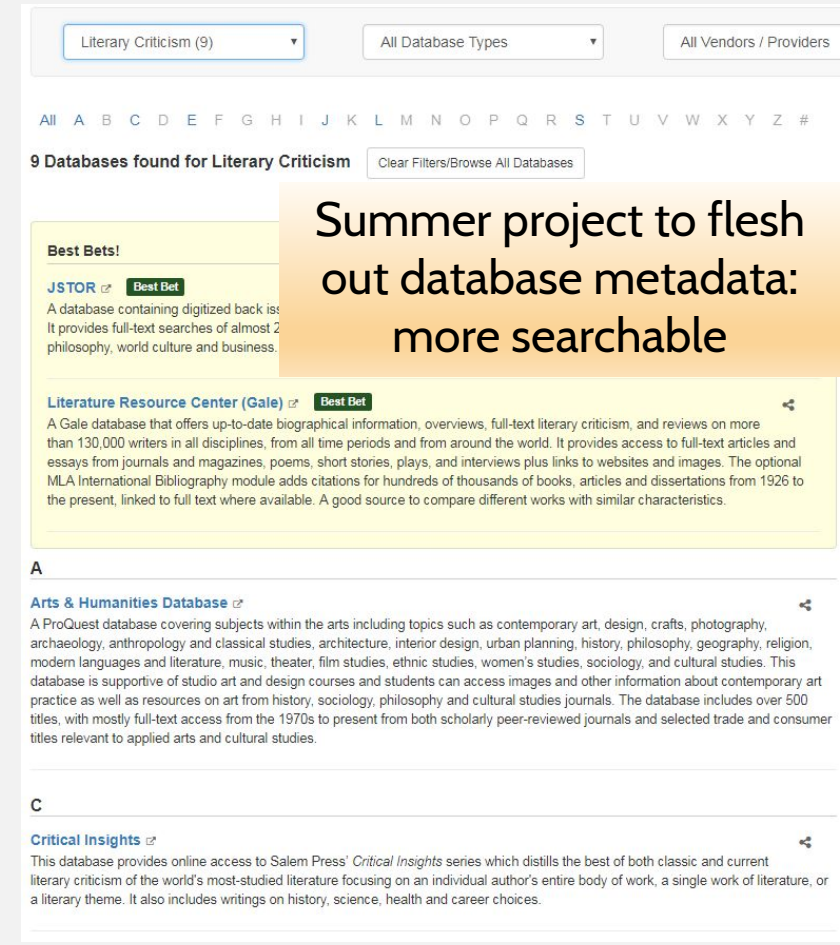 Literary Criticism (9) All Database Types All Vendors / Providers
All A B C D E F G H I J K L M N O P Q R S T U V W X Y Z #
9 Databases found for Literary Criticism Clear Filters/Browse All Databases
Summer project to flesh
out database metadata:
more searchable
Best Bets!
JSTOR Best Bet
A database containing digitized back
It provides full-text searches of almost
philosophy, world culture and business.
Literature Resource Center (Gale) Best Bet
A Gale database that offers up-to-date biographical information, overviews, full-text literary criticism, and reviews on more
than 130,000 writers in all disciplines, from all time periods and from around the world. It provides access to full-text articles and
essays from journals and magazines, poems, short stories, plays, and interviews plus links to websites and images. The optional
MLA International Bibliography module adds citations for hundreds of thousands of books, articles and dissertations from 1926 to
the present, linked to full text where available. A good source to compare different works with similar characteristics.
A
Arts & Humanities Database
A ProQuest database covering subjects within the arts including topics such as contemporary art, design, crafts, photography,
archaeology, anthropology and classical studies, architecture, interior design, urban planning, history, philosophy, geography, religion,
modern languages and literature, music, theater, film studies, ethnic studies, women's studies, sociology, and cultural studies. This
database is supportive of studio art and design courses and students can access images and other information about contemporary art
practice as well as resources on art from history, sociology, philosophy and cultural studies journals. The database includes over 500
titles, with mostly full-text access from the 1970s to present from both scholarly peer-reviewed journals and selected trade and consumer
titles relevant to applied arts and cultural studies.
C
Critical Insights
This database provides online access to Salem Press' Critical Insights series which distills the best of both classic and current
literary criticism of the world's most-studied literature focusing on an individual author's entire body of work, a single work of literature, or
a literary theme. It also includes writings on history, science, health and career choices.